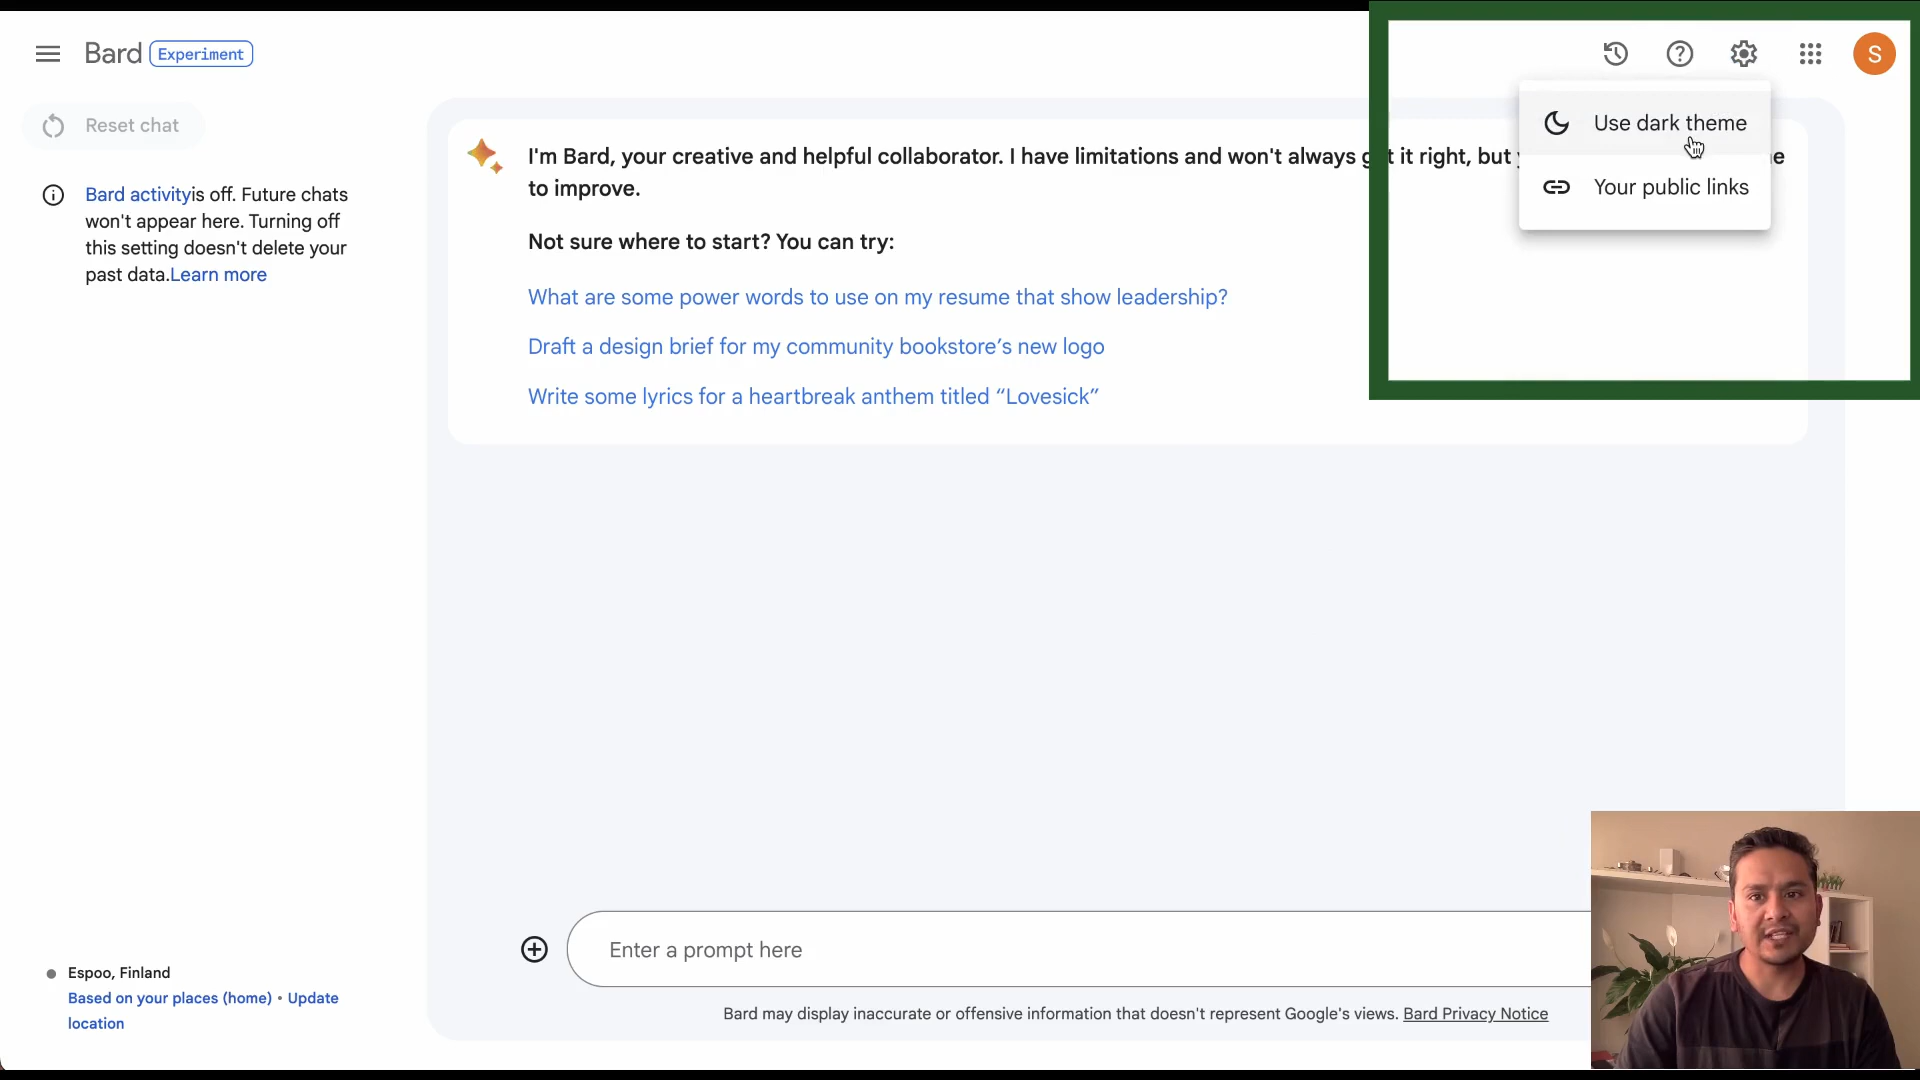 Bard Experiment
S
Reset chat
Bard activityis off. Future chats
won't appear here. Turning off
this setting doesn't delete your
past data.Learn more
Use dark theme
Your public links
I'm Bard, your creative and helpful collaborator. I have limitations and won't always g t it right, but
to improve.
Not sure where to start? You can try:
What are some power words to use on my resume that show leadership?
Draft a design brief for my community bookstore’s new logo
Write some lyrics for a heartbreak anthem titled “Lovesick”
Enter a prompt here
Bard may display inaccurate or offensive information that doesn't represent Google's views. Bard Privacy Notice
Espoo, Finland
Based on your places (home) • Update
location